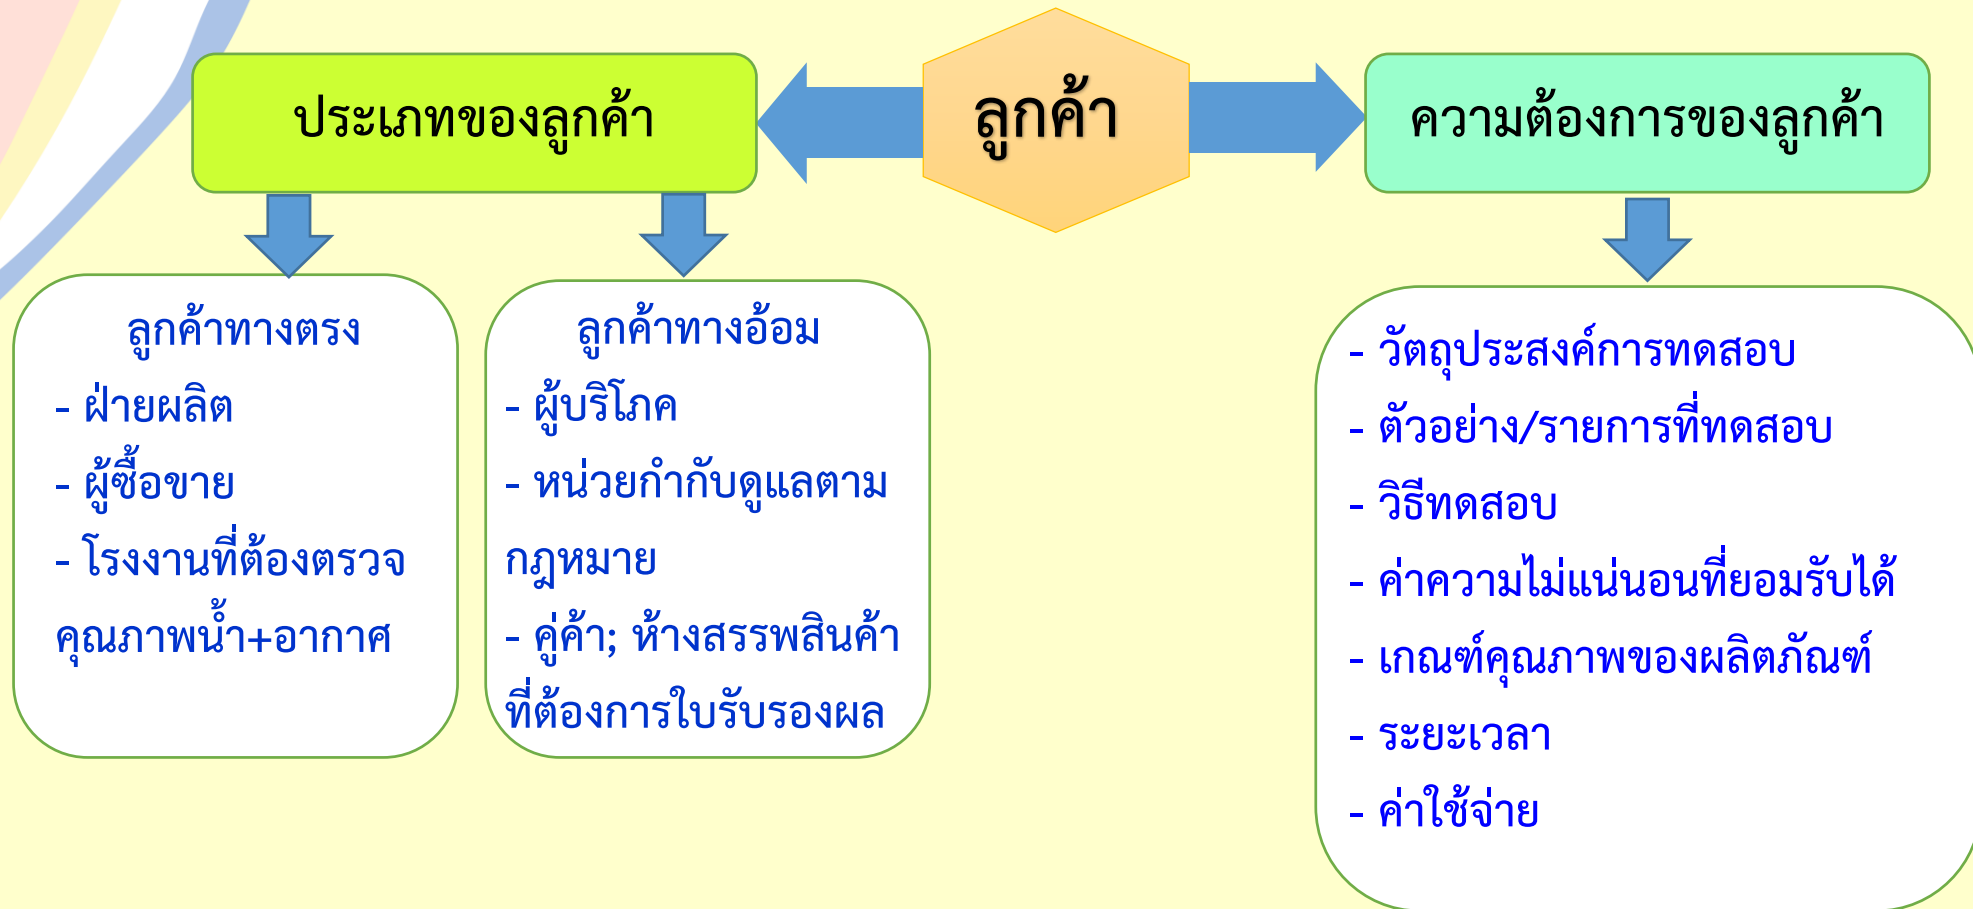 ลูกค้า
ประเภทของลูกค้า
ความต้องการของลูกค้า
ลูกค้าทางตรง
- ฝ่ายผลิต
- ผู้ซื้อขาย
- โรงงานที่ต้องตรวจ
คุณภาพน้ำ+อากาศ
ลูกค้าทางอ้อม
- ผู้บริโภค
- หน่วยกำกับดูแลตาม
กฎหมาย
- คู่ค้า; ห้างสรรพสินค้า
ที่ต้องการใบรับรองผล
- วัตถุประสงค์การทดสอบ
- ตัวอย่าง/รายการที่ทดสอบ
- วิธีทดสอบ
- ค่าความไม่แน่นอนที่ยอมรับได้
- เกณฑ์คุณภาพของผลิตภัณฑ์
- ระยะเวลา
- ค่าใช้จ่าย